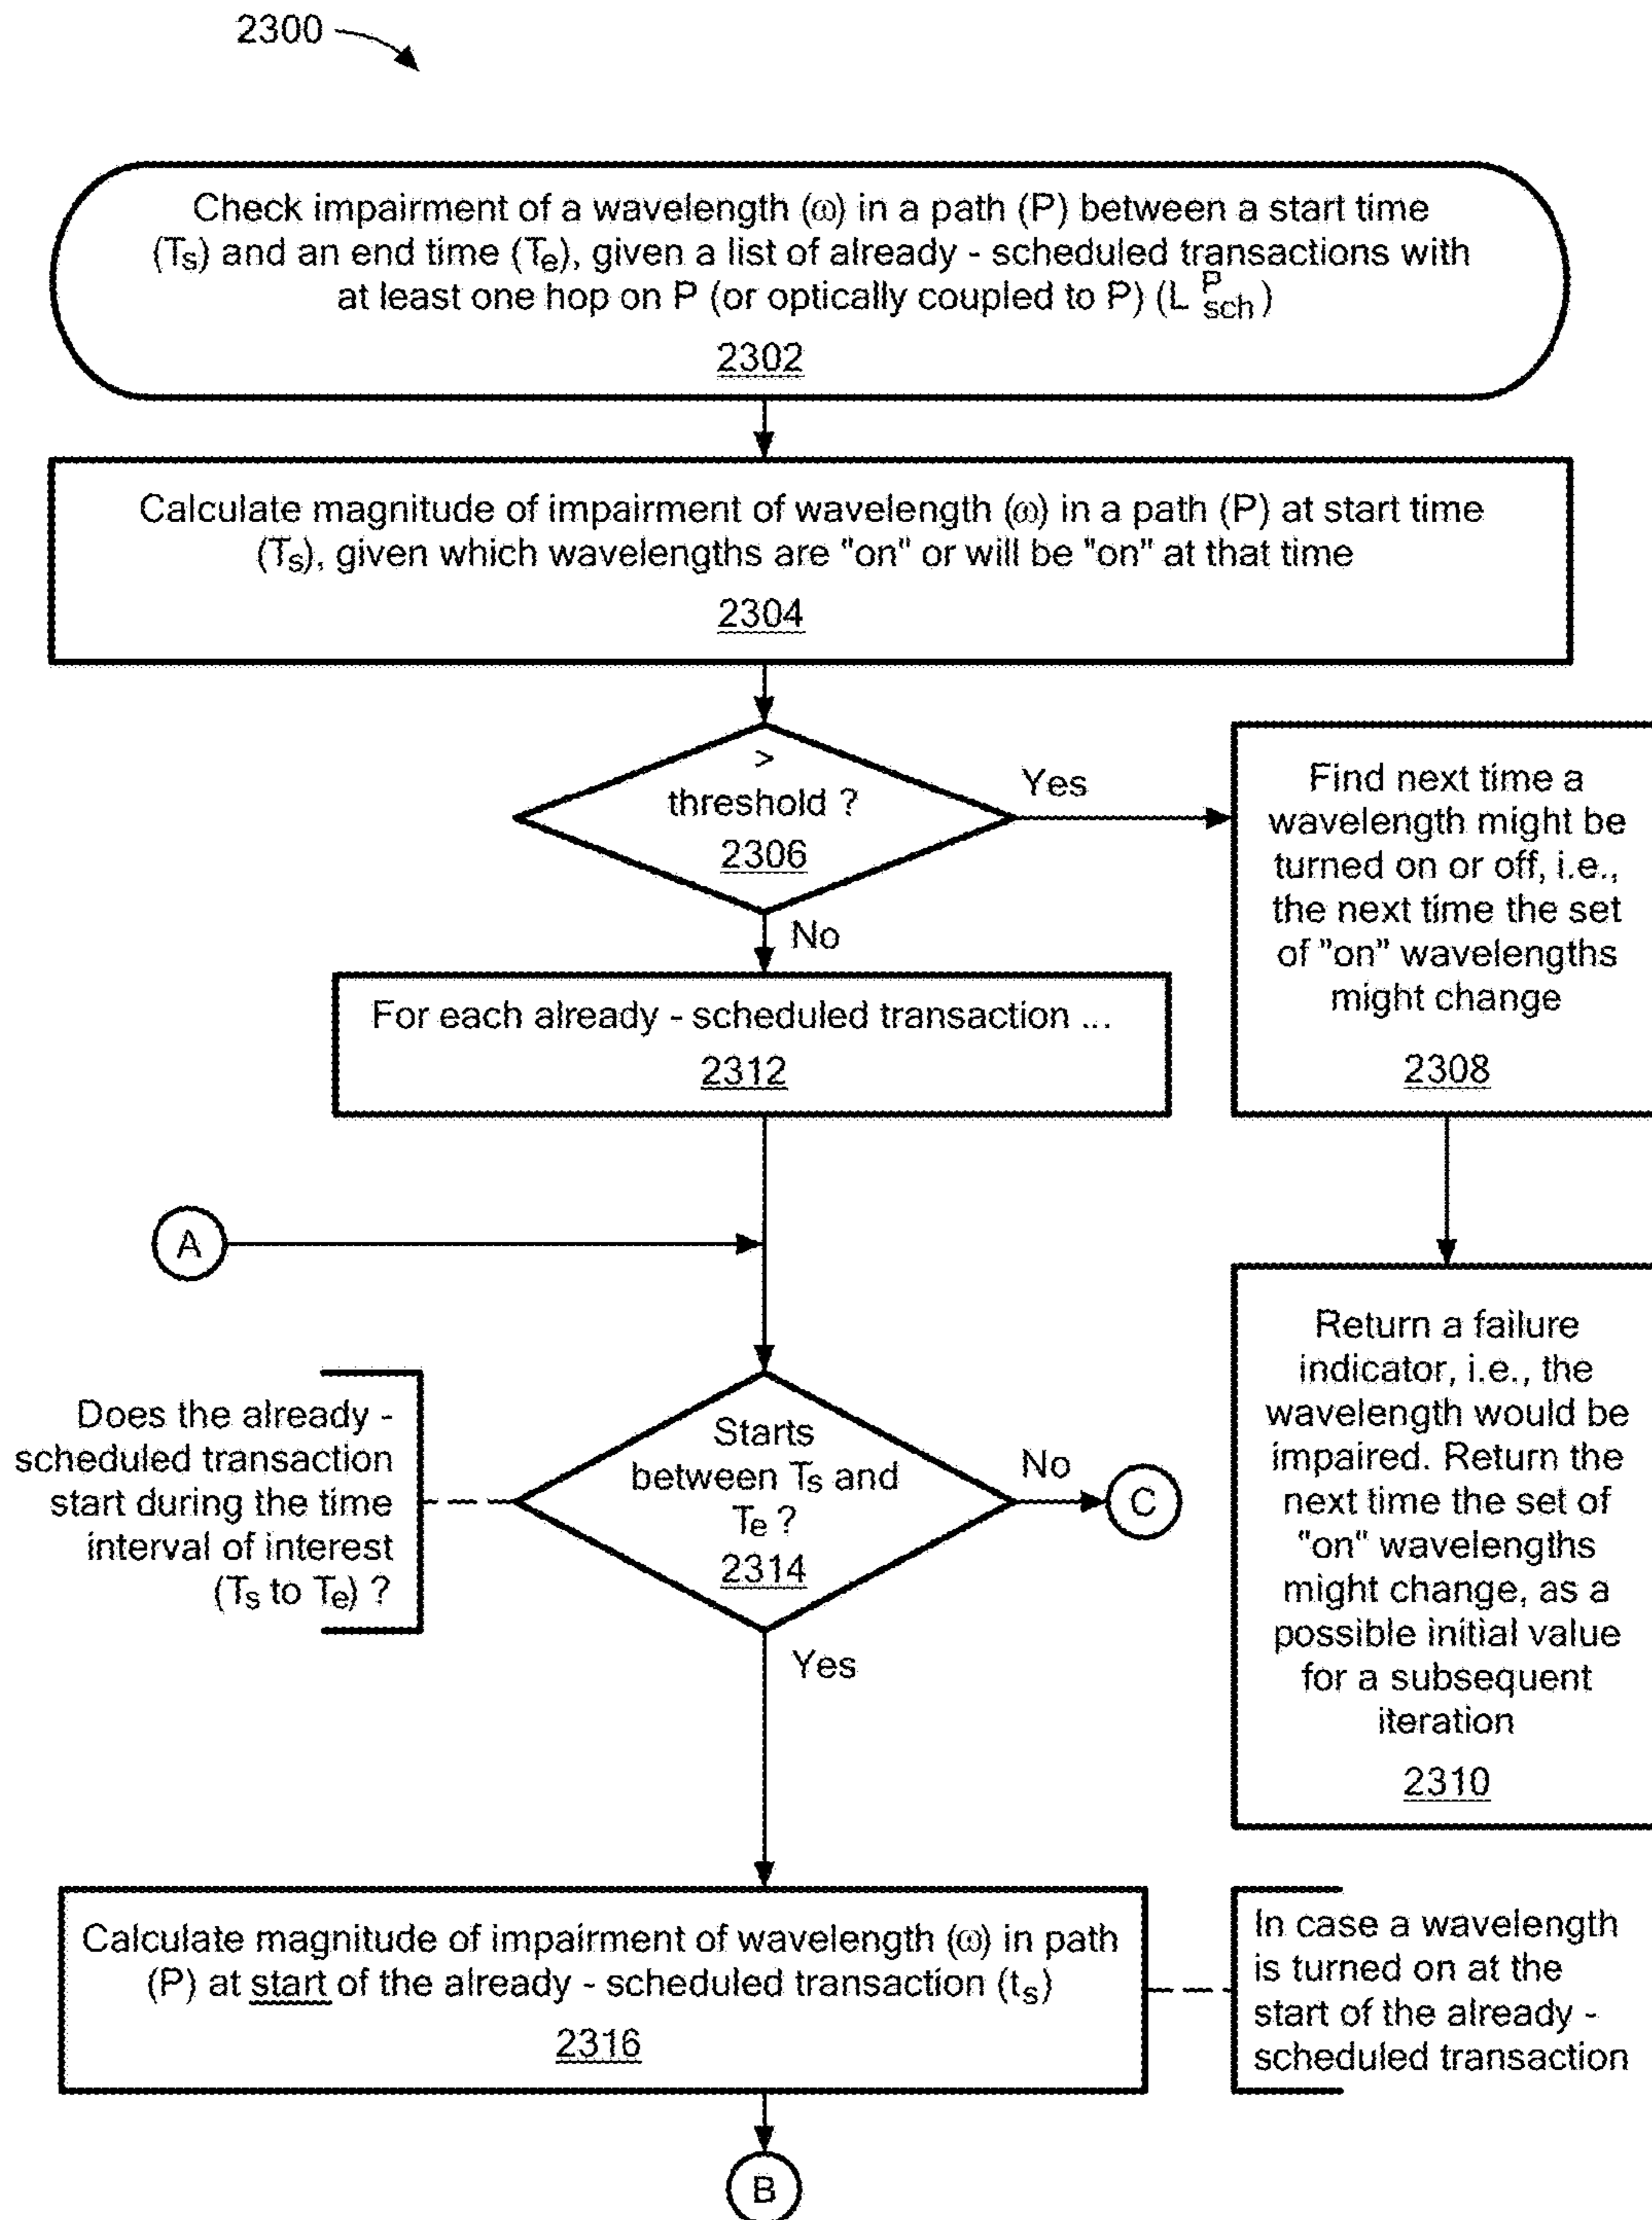 2300
Check impairment of a wavelength (ω) in a path (P) between a start time
(Ts) and an end time (Te), given a list of already - scheduled transactions with
at least one hop on P (or optically coupled to P) (L P sch)
2302
Calculate magnitude of impairment of wavelength (ω) in a path (P) at start time
(Ts), given which wavelengths are "on" or will be "on" at that time
2304
>
threshold ?
2306
Yes
No
Find next time a
wavelength might be
turned on or off, i.e.,
the next time the set
of "on" wavelengths
might change
2308
For each already - scheduled transaction ...
2312
A
Return a failure
indicator, i.e., the
wavelength would be
impaired. Return the
next time the set of
"on" wavelengths
might change, as a
possible initial value
for a subsequent
iteration
2310
Does the already -
scheduled transaction
start during the time
interval of interest
(Ts to Te) ?
Starts
between Ts and
Te ?
2314
No
C
Yes
Calculate magnitude of impairment of wavelength (ω) in path
(P) at start of the already - scheduled transaction (ts)
2316
In case a wavelength
is turned on at the
start of the already -
scheduled transaction
B